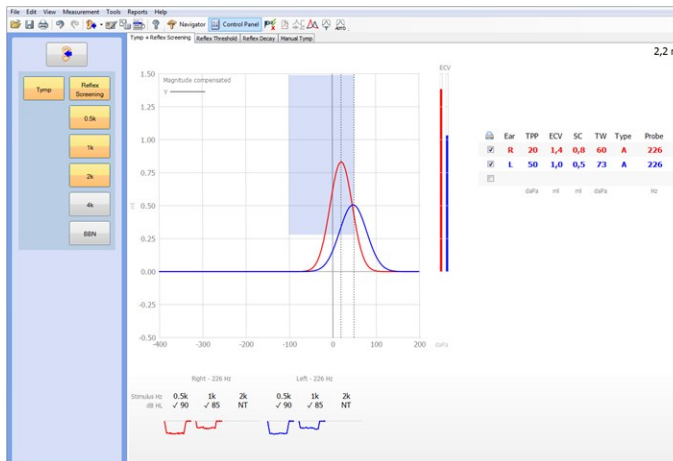 File Edit View Measurement Tools Reports Help
Navigator Control Panel
Tymp + Reflex Screening Reflex Threshold Reflex Decay Manual Tymp
2,2 m
Tymp
Reflex Screening
0.5k
1k
2k
4k
BBN
Magnitude compensated
Y
1.50
1.25
1.00
0.75
0.50
0.25
0.00
-0.25
-0.50
ml
-400 -200 0 100 200
daPa
ECV
Ear TPP ECV SC TW Type Probe
R 20 1,4 0,8 60 A 226
L 50 1,0 0,5 73 A 226
daPa ml ml daPa Hz
Right - 226 Hz Left - 226 Hz
Stimulus Hz 0.5k 1k 2k 0.5k 1k 2k
dB HL ✓ 90 ✓ 85 NT ✓ 90 ✓ 85 NT